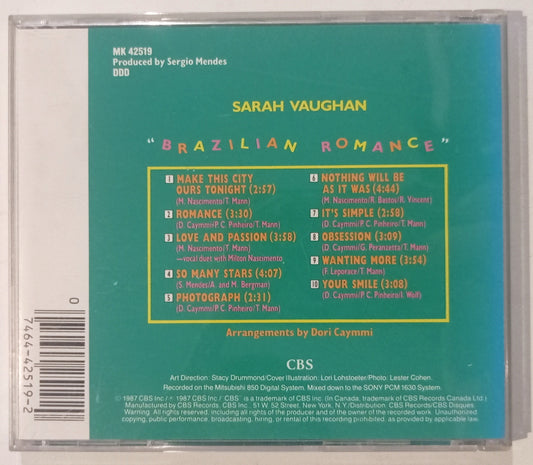 MK 42519
Produced by Sergio Mendes
DDD
SARAH VAUGHAN
"BRAZILIAN ROMANCE"
1 MAKE THIS CITY
OURS TONIGHT (2:57)
(M. Nascimento/T. Mann)
2 ROMANCE (3:30)
(D. Caymmi/P. C. Pinheiro/T. Mann)
3 LOVE AND PASSION (3:58)
(M. Nascimento/T. Mann)
—vocal duet with Milton Nascimento
4 SO MANY STARS (4:07)
(S. Mendes/A. and M. Bergman)
5 PHOTOGRAPH (2:31)
(D. Caymmi/P. C. Pinheiro/T. Mann)
6 NOTHING WILL BE
AS IT WAS (4:44)
(M. Nascimento/R. Bastos/R. Vincent)
7 IT'S SIMPLE (2:58)
(D. Caymmi/P. C. Pinheiro/T. Mann)
8 OBSESSION (3:09)
(D. Caymmi/G. Peranzetta/T. Mann)
9 WANTING MORE (3:54)
(F. Leporace/T. Mann)
10 YOUR SMILE (3:08)
(D. Caymmi/P. C. Pinheiro/I. Wolf)
Arrangements by Dori Caymmi
CBS
Art Direction: Stacy Drummond/Cover Illustration: Lori Lohstoeter/Photo: Lester Cohen.
Recorded on the Mitsubishi 850 Digital System. Mixed down to the SONY PCM 1630 System.
© 1987 CBS Inc./℗ 1987 CBS Inc./"CBS" is a trademark of CBS Inc. (In Canada, trademark of CBS Records Canada Ltd.)
Manufactured by CBS Records. CBS Inc., 51 W. 52 Street, New York, N.Y./Distribution: CBS Records/CBS Disques.
Warning: All rights reserved, including all rights of the producer and of the owner of the recorded work. Unauthorized
copying, public performance, broadcasting, hiring, or rental of this recording prohibited, as provided by applicable law.
0
7464-42519-2